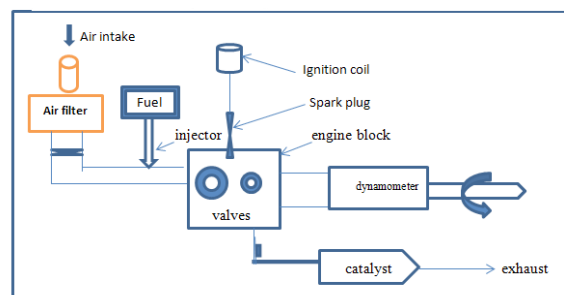 Air intake
Ignition coil
Air filter
Fuel
Spark plug
injector
engine block
dynamometer
valves
catalyst
exhaust